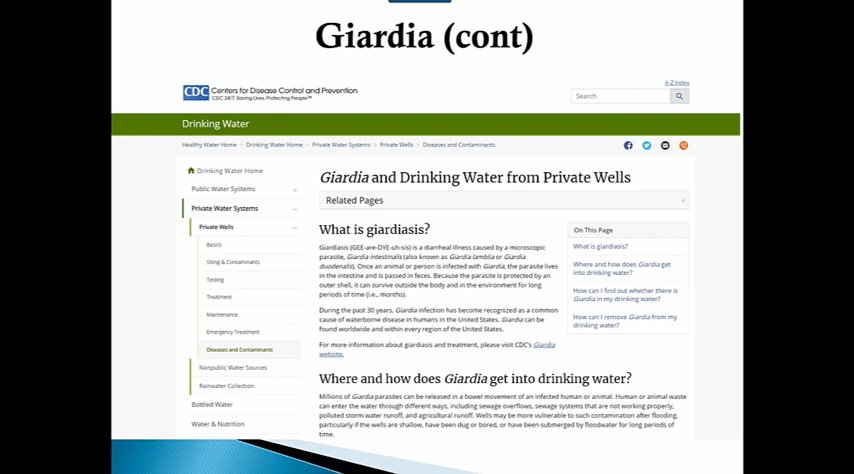 Giardia (cont)
CDC Centers for Disease Control and Prevention
CDC 24/7: Saving Lives, Protecting People™
A-Z Index
Search
Drinking Water
Healthy Water Home > Drinking Water Home > Private Water Systems > Private Wells > Diseases and Contaminants
Drinking Water Home
Public Water Systems +
Private Water Systems –
Private Wells –
Basics
Siting & Contaminants
Testing
Treatment
Maintenance
Emergency Treatment
Diseases and Contaminants
Nonpublic Water Sources
Rainwater Collection
Bottled Water
Water & Nutrition
Giardia and Drinking Water from Private Wells
Related Pages +
What is giardiasis?
Giardiasis (GEE-are-DYE-uh-sis) is a diarrheal illness caused by a microscopic
parasite, Giardia intestinalis (also known as Giardia lamblia or Giardia
duodenalis). Once an animal or person is infected with Giardia, the parasite lives
in the intestine and is passed in feces. Because the parasite is protected by an
outer shell, it can survive outside the body and in the environment for long
periods of time (i.e., months).
During the past 30 years, Giardia infection has become recognized as a common
cause of waterborne disease in humans in the United States. Giardia can be
found worldwide and within every region of the United States.
For more information about giardiasis and treatment, please visit CDC's Giardia
website.
On This Page
What is giardiasis?
Where and how does Giardia get
into drinking water?
How can I find out whether there is
Giardia in my drinking water?
How can I remove Giardia from my
drinking water?
Where and how does Giardia get into drinking water?
Millions of Giardia parasites can be released in a bowel movement of an infected human or animal. Human or animal waste
can enter the water through different ways, including sewage overflows, sewage systems that are not working properly,
polluted storm water runoff, and agricultural runoff. Wells may be more vulnerable to such contamination after flooding,
particularly if the wells are shallow, have been dug or bored, or have been submerged by floodwater for long periods of
time.